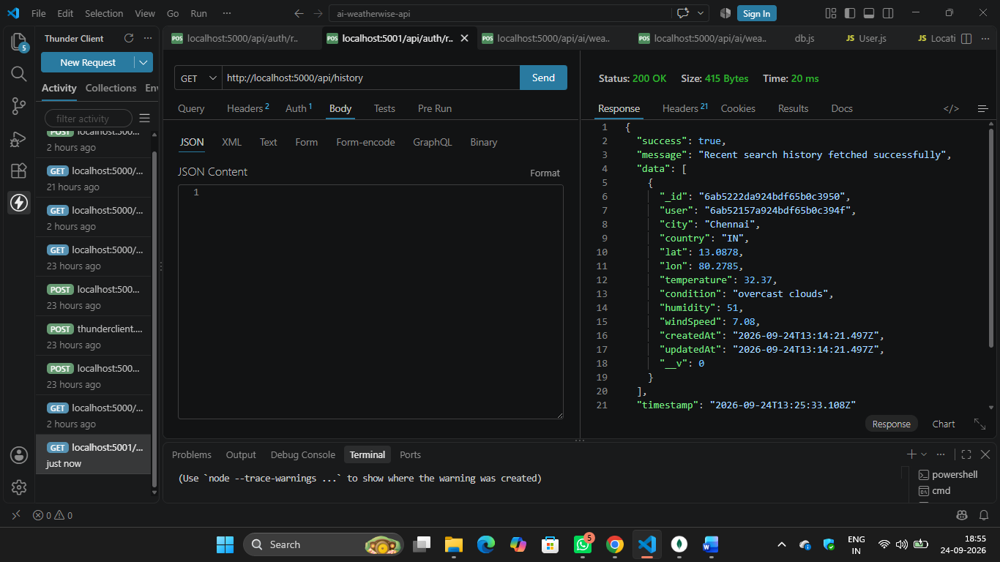 File Edit Selection View Go Run ··· ai-weatherwise-api Sign In
Thunder Client
5
New Request
Activity Collections Env
filter activity
POST localhost:500...
2 hours ago
GET localhost:5000/...
21 hours ago
GET localhost:5000/...
2 hours ago
GET localhost:5000/...
23 hours ago
POST localhost:500...
23 hours ago
POST thunderclient....
23 hours ago
POST localhost:500...
23 hours ago
GET localhost:5000/...
2 hours ago
GET localhost:5001/...
just now
POS localhost:5000/api/auth/r.. POS localhost:5001/api/auth/r.. POS localhost:5000/api/ai/wea.. POS localhost:5000/api/ai/wea.. db.js JS User.js JS Locati
GET http://localhost:5000/api/history Send
Query Headers 2 Auth 1 Body Tests Pre Run
JSON XML Text Form Form-encode GraphQL Binary
JSON Content Format
1
Status: 200 OK Size: 415 Bytes Time: 20 ms
Response Headers 21 Cookies Results Docs </>
1 {
2 "success": true,
3 "message": "Recent search history fetched successfully",
4 "data": [
5 {
6 "_id": "6ab5222da924bdf65b0c3950",
7 "user": "6ab52157a924bdf65b0c394f",
8 "city": "Chennai",
9 "country": "IN",
10 "lat": 13.0878,
11 "lon": 80.2785,
12 "temperature": 32.37,
13 "condition": "overcast clouds",
14 "humidity": 51,
15 "windSpeed": 7.08,
16 "createdAt": "2026-09-24T13:14:21.497Z",
17 "updatedAt": "2026-09-24T13:14:21.497Z",
18 "__v": 0
19 }
20 ],
21 "timestamp": "2026-09-24T13:25:33.108Z"
Response Chart
Problems Output Debug Console Terminal Ports
(Use `node --trace-warnings ...` to show where the warning was created)
powershell
cmd
0 0
Search
5
ENG
IN
18:55
24-09-2026